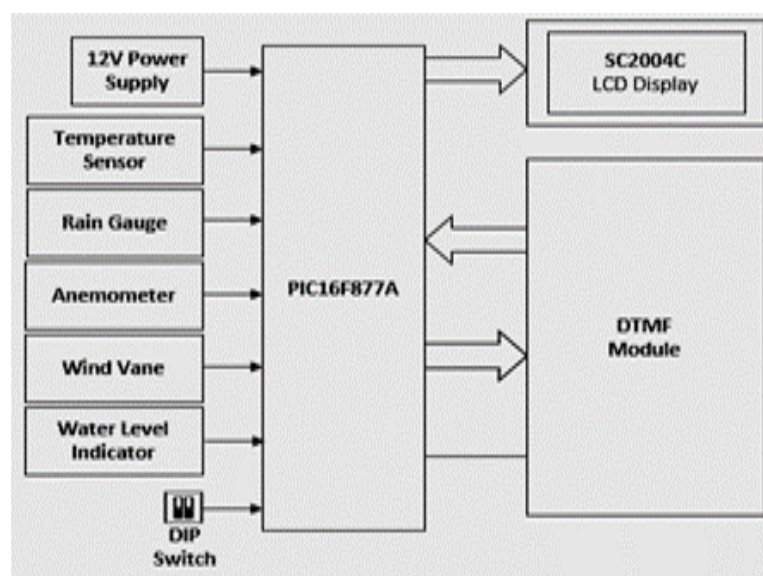 12V Power
Supply
Temperature
Sensor
Rain Gauge
Anemometer
Wind Vane
Water Level
Indicator
DIP
Switch
PIC16F877A
SC2004C
LCD Display
DTMF
Module